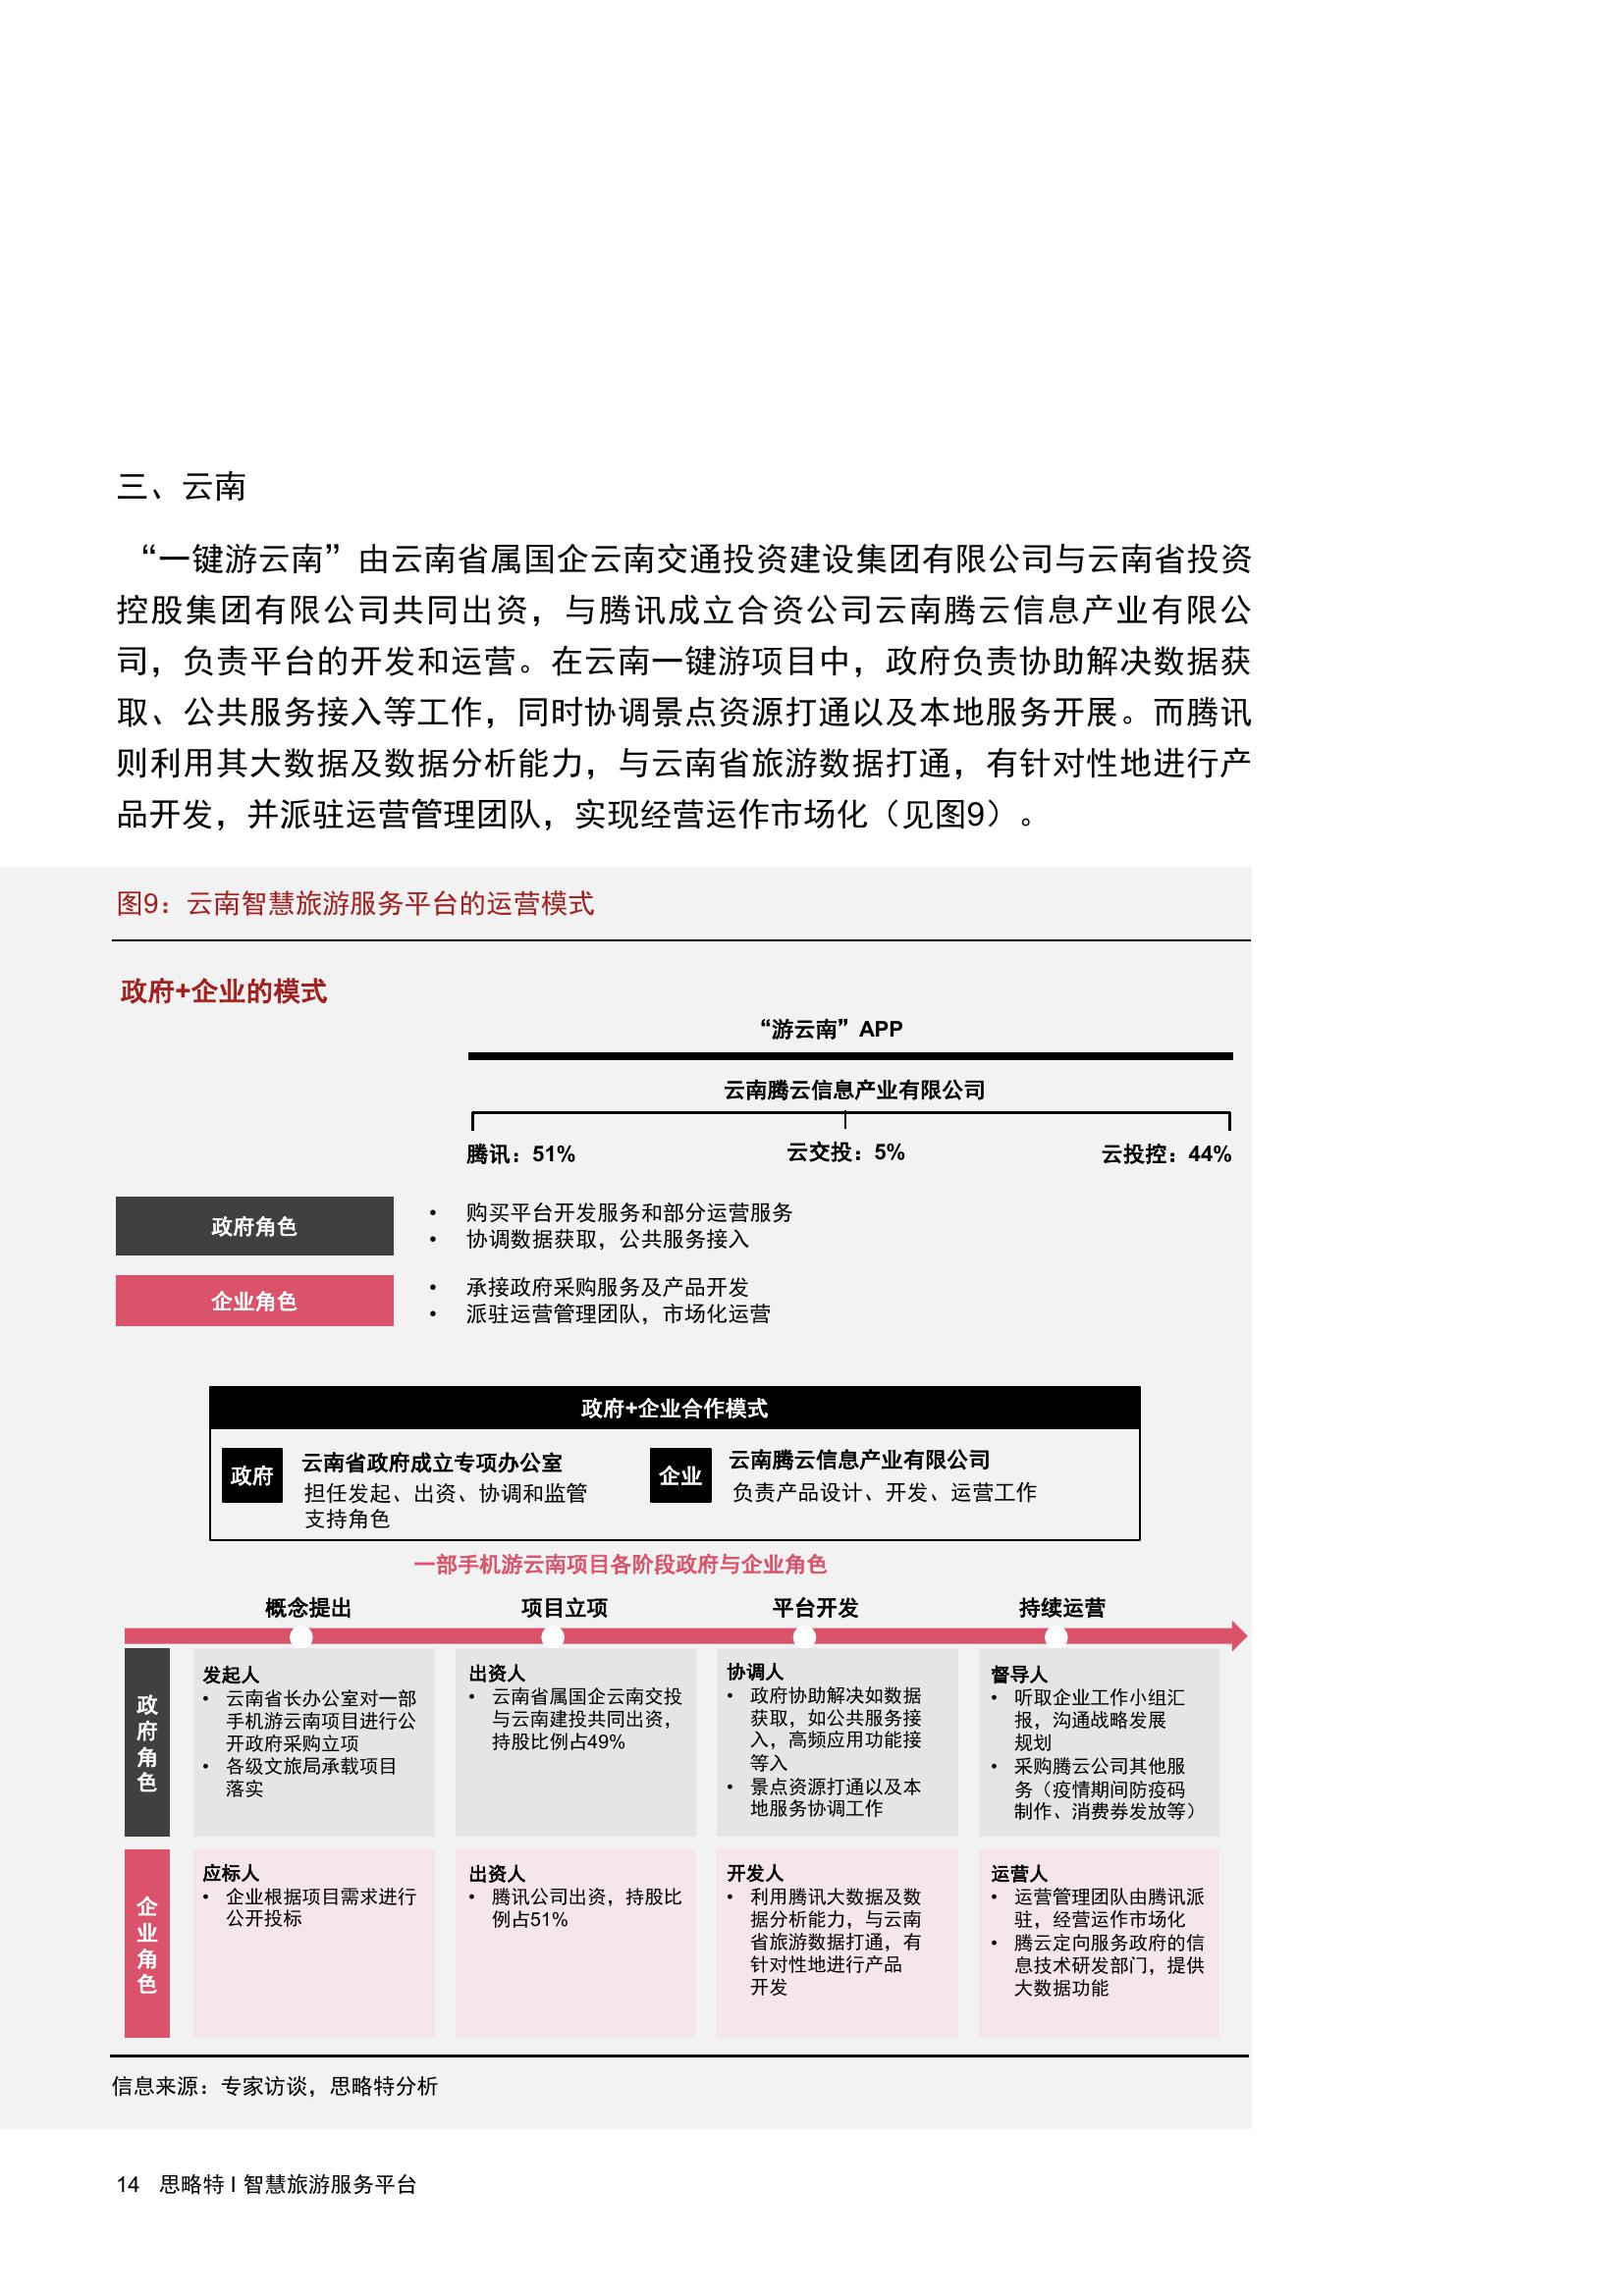 三、云南
“一键游云南”由云南省属国企云南交通投资建设集团有限公司与云南省投资
控股集团有限公司共同出资，与腾讯成立合资公司云南腾云信息产业有限公
司，负责平台的开发和运营。在云南一键游项目中，政府负责协助解决数据获
取、公共服务接入等工作，同时协调景点资源打通以及本地服务开展。而腾讯
则利用其大数据及数据分析能力，与云南省旅游数据打通，有针对性地进行产
品开发，并派驻运营管理团队，实现经营运作市场化（见图9）。
图9：云南智慧旅游服务平台的运营模式
政府+企业的模式
“游云南”APP
云南腾云信息产业有限公司
腾讯：51%
云交投：5%
云投控：44%
政府角色
• 购买平台开发服务和部分运营服务
• 协调数据获取，公共服务接入
企业角色
• 承接政府采购服务及产品开发
• 派驻运营管理团队，市场化运营
政府+企业合作模式
政府
云南省政府成立专项办公室
担任发起、出资、协调和监管
支持角色
企业
云南腾云信息产业有限公司
负责产品设计、开发、运营工作
一部手机游云南项目各阶段政府与企业角色
概念提出
项目立项
平台开发
持续运营
政府角色
发起人
• 云南省长办公室对一部
手机游云南项目进行公
开政府采购立项
• 各级文旅局承载项目
落实
出资人
• 云南省属国企云南交投
与云南建投共同出资，
持股比例占49%
协调人
• 政府协助解决如数据
获取，如公共服务接
入，高频应用功能接
等入
• 景点资源打通以及本
地服务协调工作
督导人
• 听取企业工作小组汇
报，沟通战略发展
规划
• 采购腾云公司其他服
务（疫情期间防疫码
制作、消费券发放等）
企业角色
应标人
• 企业根据项目需求进行
公开投标
出资人
• 腾讯公司出资，持股比
例占51%
开发人
• 利用腾讯大数据及数
据分析能力，与云南
省旅游数据打通，有
针对性地进行产品
开发
运营人
• 运营管理团队由腾讯派
驻，经营运作市场化
• 腾云定向服务政府的信
息技术研发部门，提供
大数据功能
信息来源：专家访谈，思略特分析
14 思略特 I 智慧旅游服务平台